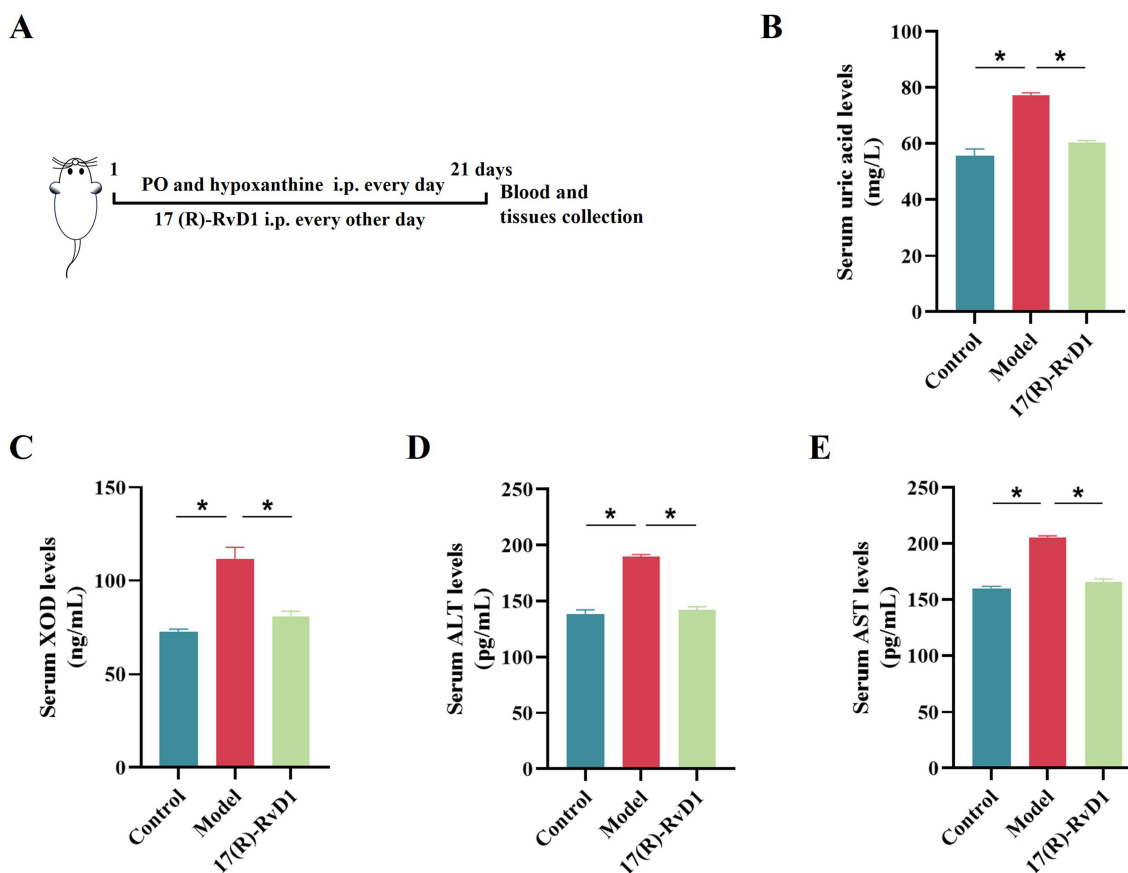 A
1
21 days
PO and hypoxanthine i.p. every day
17 (R)-RvD1 i.p. every other day
Blood and
tissues collection
B
Serum uric acid levels
(mg/L)
100
80
60
40
20
0
* *
Control
Model
17(R)-RvD1
C
Serum XOD levels
(ng/mL)
150
100
50
0
* *
Control
Model
17(R)-RvD1
D
Serum ALT levels
(pg/mL)
250
200
150
100
50
0
* *
Control
Model
17(R)-RvD1
E
Serum AST levels
(pg/mL)
250
200
150
100
50
0
* *
Control
Model
17(R)-RvD1